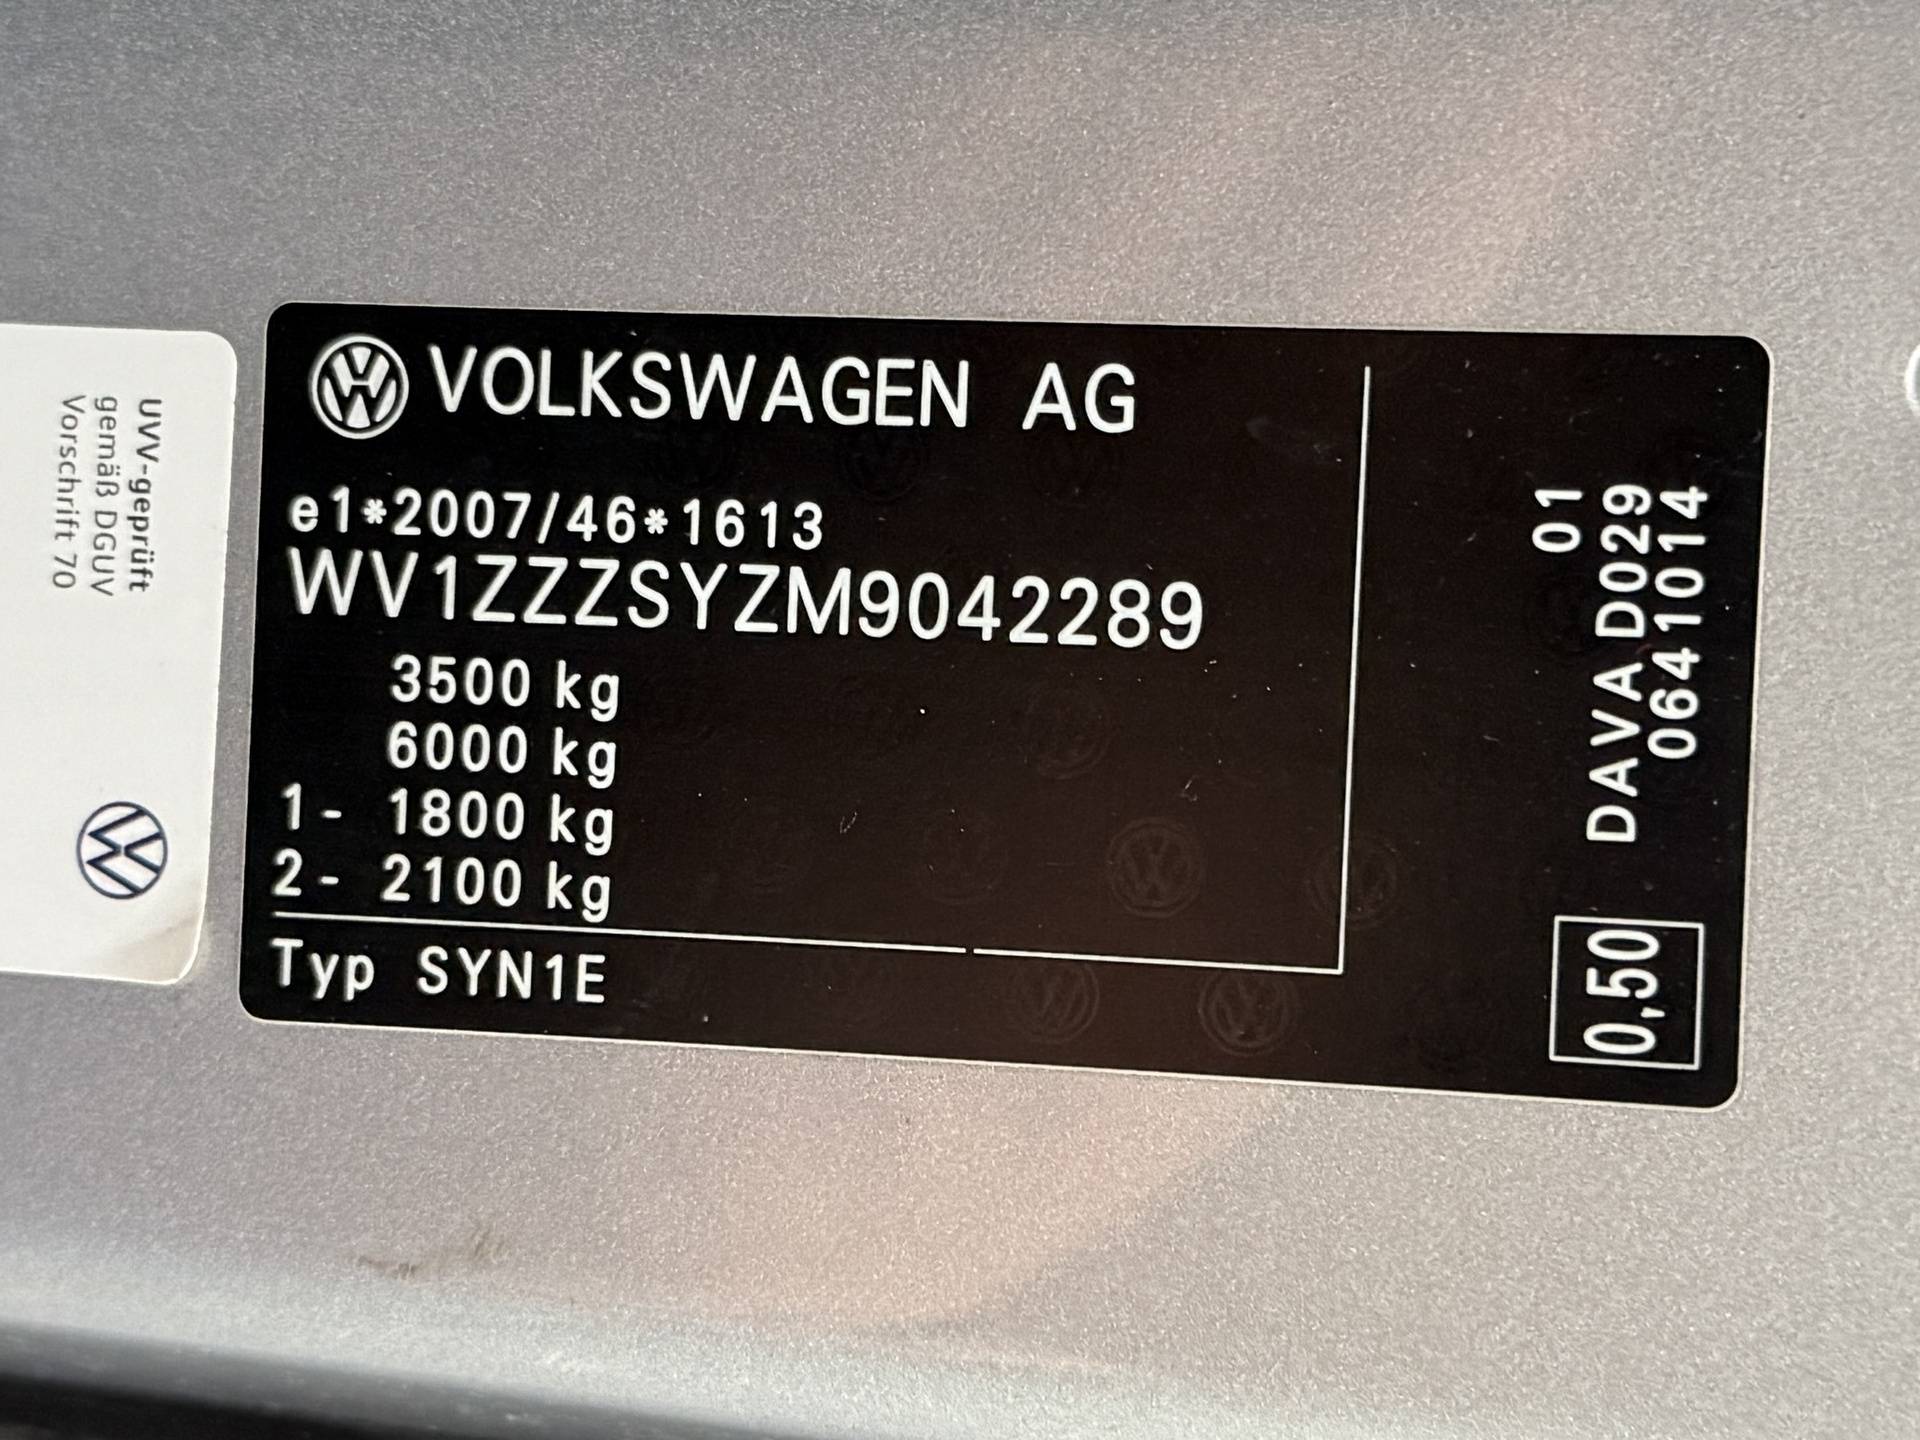 UVV-geprüft
gemäß DGUV
Vorschrift 70
VOLKSWAGEN AG
e1*2007/46*1613
WV1ZZZSYZM9042289
3500 kg
6000 kg
1- 1800 kg
2- 2100 kg
Typ SYN1E
01
DAVA D029
0641014
0,50